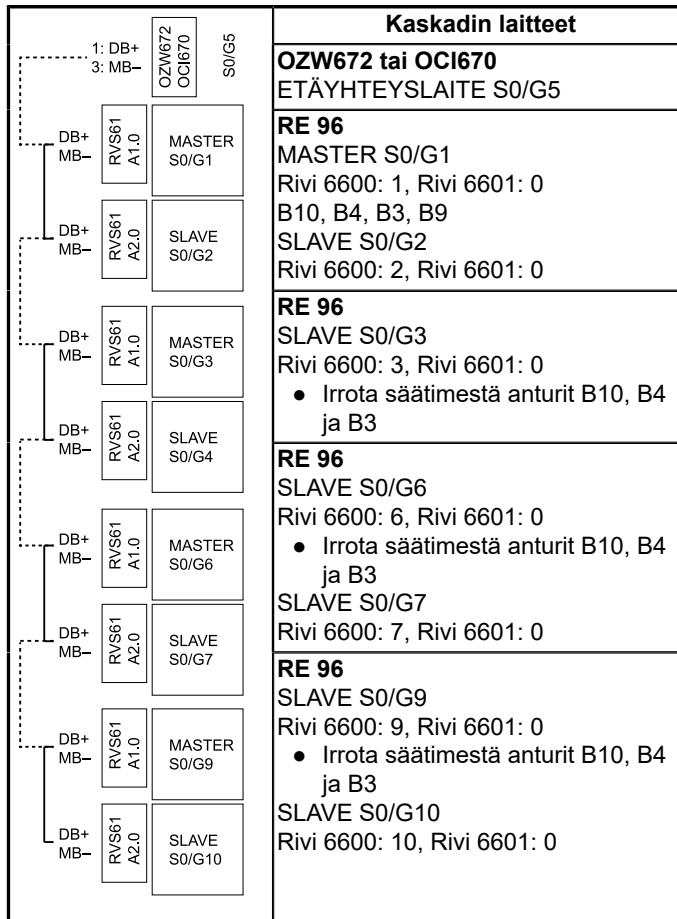 Kaskadin laitteet
1: DB+
3: MB–
OZW672
OCI670
S0/G5
OZW672 tai OCI670
ETÄYHTEYSLAITE S0/G5
DB+
MB–
RVS61
A1.0
MASTER
S0/G1
DB+
MB–
RVS61
A2.0
SLAVE
S0/G2
RE 96
MASTER S0/G1
Rivi 6600: 1, Rivi 6601: 0
B10, B4, B3, B9
SLAVE S0/G2
Rivi 6600: 2, Rivi 6601: 0
DB+
MB–
RVS61
A1.0
MASTER
S0/G3
DB+
MB–
RVS61
A2.0
SLAVE
S0/G4
RE 96
SLAVE S0/G3
Rivi 6600: 3, Rivi 6601: 0
● Irrota säätimestä anturit B10, B4
ja B3
DB+
MB–
RVS61
A1.0
MASTER
S0/G6
DB+
MB–
RVS61
A2.0
SLAVE
S0/G7
RE 96
SLAVE S0/G6
Rivi 6600: 6, Rivi 6601: 0
● Irrota säätimestä anturit B10, B4
ja B3
SLAVE S0/G7
Rivi 6600: 7, Rivi 6601: 0
DB+
MB–
RVS61
A1.0
MASTER
S0/G9
DB+
MB–
RVS61
A2.0
SLAVE
S0/G10
RE 96
SLAVE S0/G9
Rivi 6600: 9, Rivi 6601: 0
● Irrota säätimestä anturit B10, B4
ja B3
SLAVE S0/G10
Rivi 6600: 10, Rivi 6601: 0